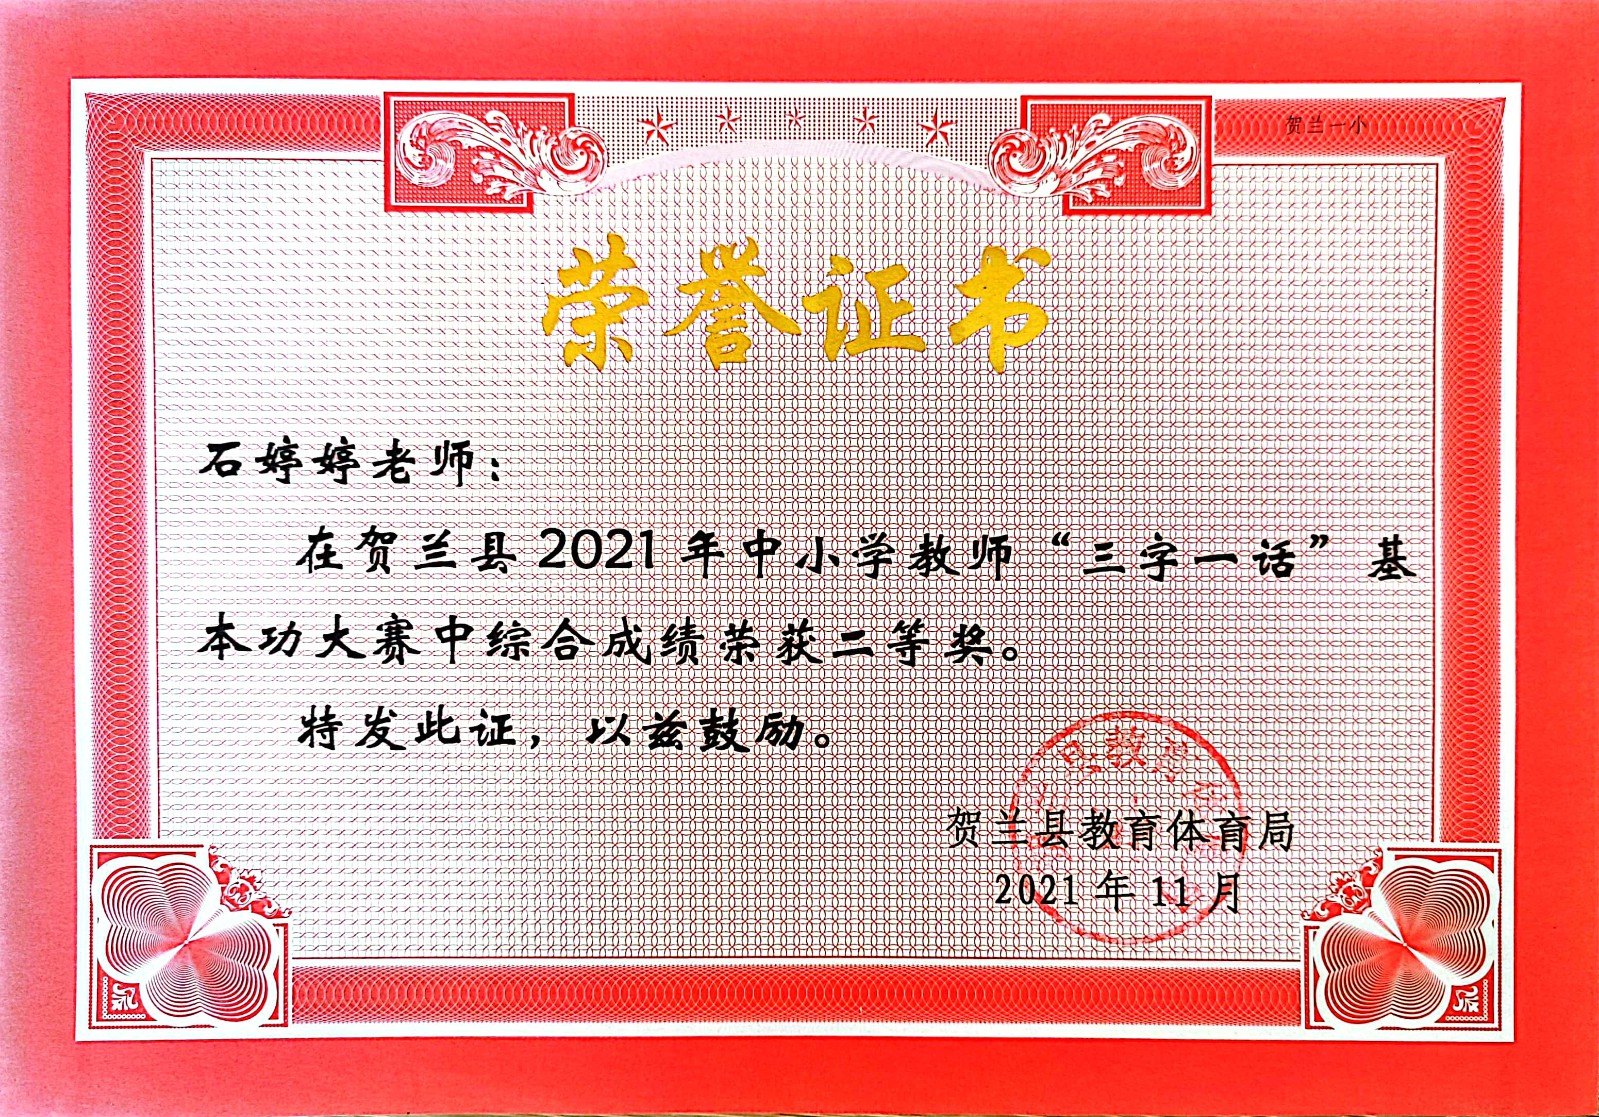 贺兰一小
荣誉证书
石婷婷老师：
在贺兰县2021年中小学教师“三字一话”基
本功大赛中综合成绩荣获二等奖。
特发此证，以兹鼓励。
县教育
贺兰县教育体育局
2021年11月